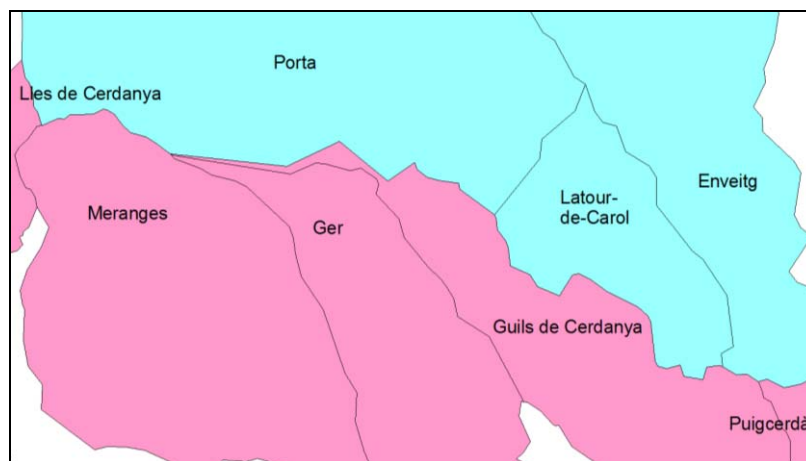 Porta
Lles de Cerdanya
Enveitg
Latour-
de-Carol
Meranges
Ger
Guils de Cerdanya
Puigcerdà